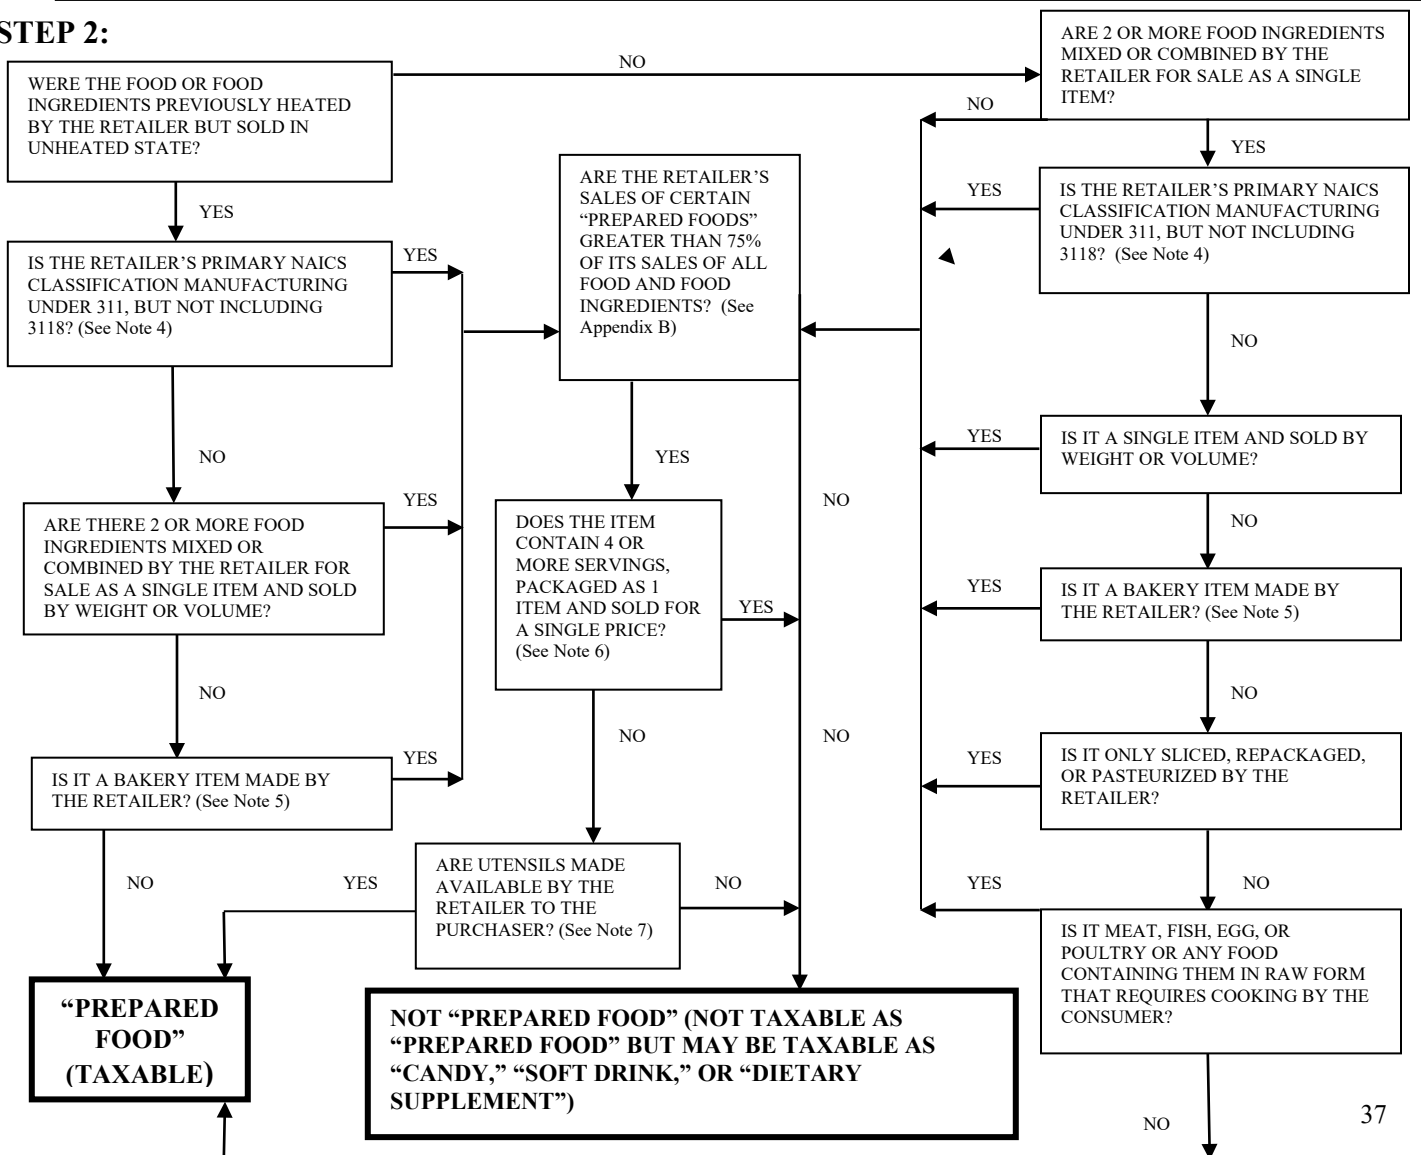 STEP 2:
WERE THE FOOD OR FOOD
INGREDIENTS PREVIOUSLY HEATED
BY THE RETAILER BUT SOLD IN
UNHEATED STATE?
NO
ARE 2 OR MORE FOOD INGREDIENTS
MIXED OR COMBINED BY THE
RETAILER FOR SALE AS A SINGLE
ITEM?
NO
YES
YES
ARE THE RETAILER’S
SALES OF CERTAIN
“PREPARED FOODS”
GREATER THAN 75%
OF ITS SALES OF ALL
FOOD AND FOOD
INGREDIENTS? (See
Appendix B)
YES
IS THE RETAILER’S PRIMARY NAICS
CLASSIFICATION MANUFACTURING
UNDER 311, BUT NOT INCLUDING
3118? (See Note 4)
IS THE RETAILER’S PRIMARY NAICS
CLASSIFICATION MANUFACTURING
UNDER 311, BUT NOT INCLUDING
3118? (See Note 4)
YES
NO
NO
YES
NO
YES
IS IT A SINGLE ITEM AND SOLD BY
WEIGHT OR VOLUME?
ARE THERE 2 OR MORE FOOD
INGREDIENTS MIXED OR
COMBINED BY THE RETAILER FOR
SALE AS A SINGLE ITEM AND SOLD
BY WEIGHT OR VOLUME?
YES
DOES THE ITEM
CONTAIN 4 OR
MORE SERVINGS,
PACKAGED AS 1
ITEM AND SOLD FOR
A SINGLE PRICE?
(See Note 6)
YES
NO
YES
IS IT A BAKERY ITEM MADE BY
THE RETAILER? (See Note 5)
NO
NO
NO
NO
IS IT A BAKERY ITEM MADE BY
THE RETAILER? (See Note 5)
YES
YES
IS IT ONLY SLICED, REPACKAGED,
OR PASTEURIZED BY THE
RETAILER?
NO
YES
ARE UTENSILS MADE
AVAILABLE BY THE
RETAILER TO THE
PURCHASER? (See Note 7)
NO
YES
NO
IS IT MEAT, FISH, EGG, OR
POULTRY OR ANY FOOD
CONTAINING THEM IN RAW FORM
THAT REQUIRES COOKING BY THE
CONSUMER?
“PREPARED
FOOD”
(TAXABLE)
NOT “PREPARED FOOD” (NOT TAXABLE AS
“PREPARED FOOD” BUT MAY BE TAXABLE AS
“CANDY,” “SOFT DRINK,” OR “DIETARY
SUPPLEMENT”)
NO
37